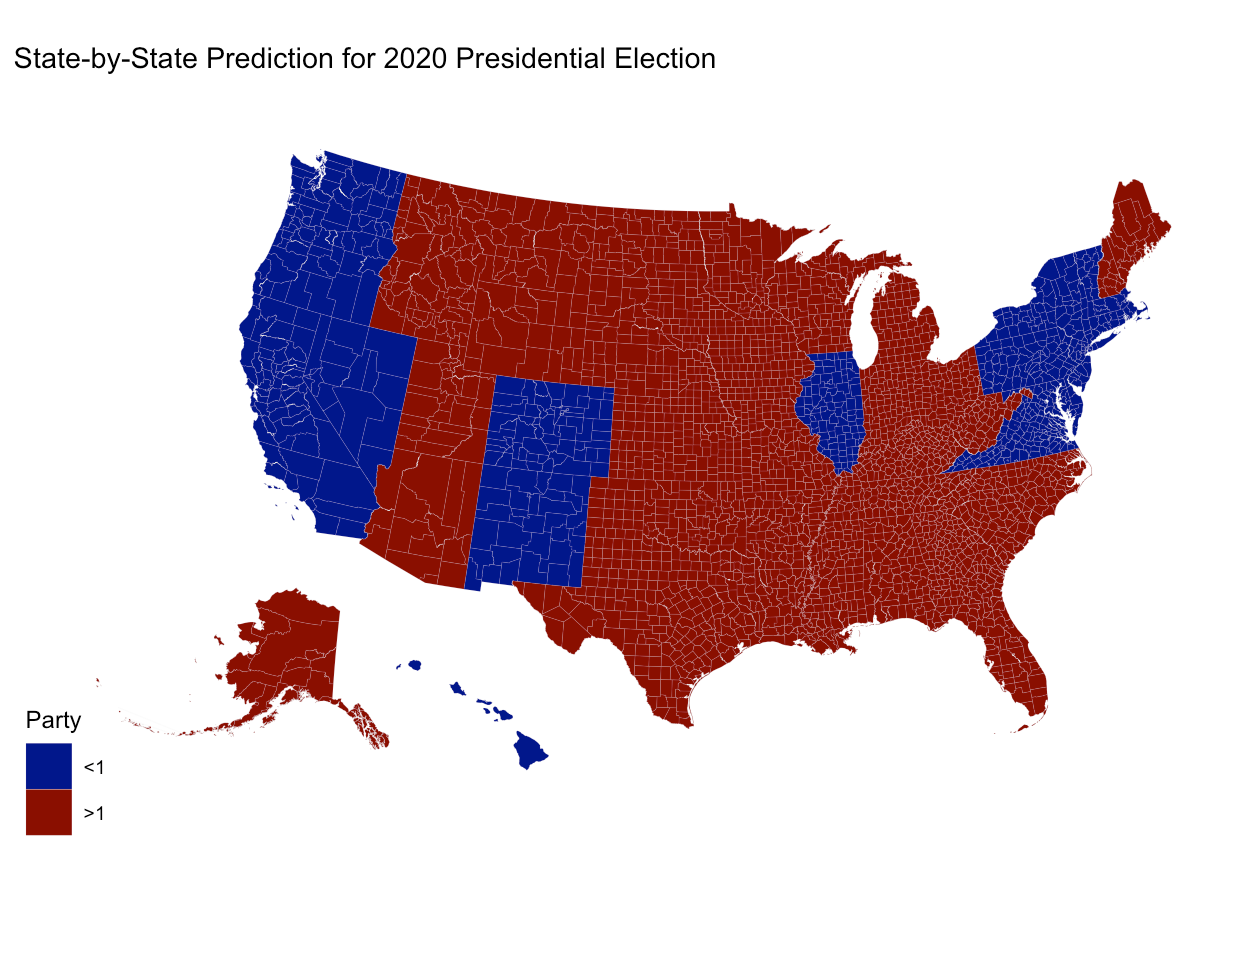 State-by-State Prediction for 2020 Presidential Election
Party
<1
>1